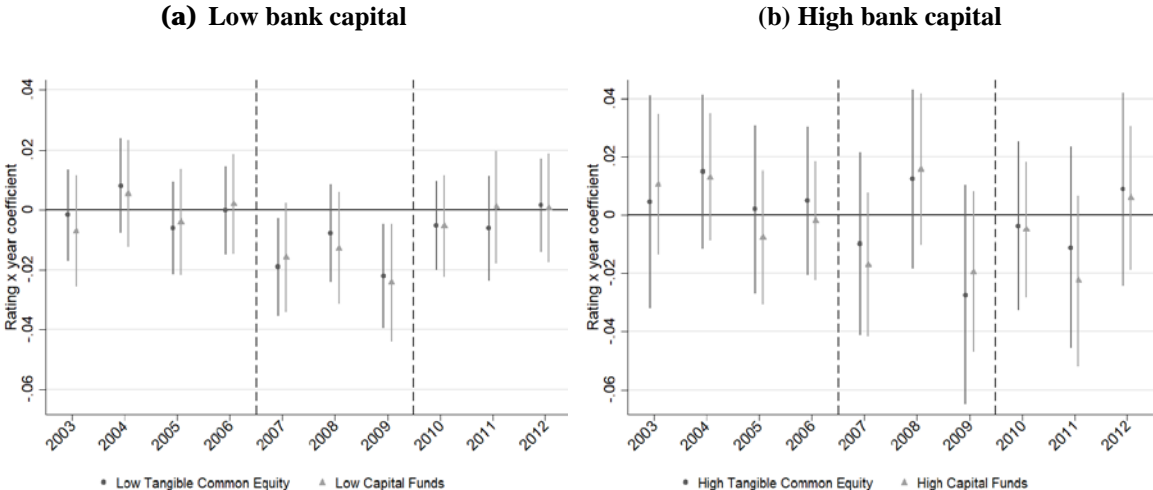 (a) Low bank capital
(b) High bank capital
Rating x year coefficient
.04
.02
0
-.02
-.04
-.06
2003 2004 2005 2006 2007 2008 2009 2010 2011 2012
Low Tangible Common Equity Low Capital Funds
Rating x year coefficient
.04
.02
0
-.02
-.04
-.06
2003 2004 2005 2006 2007 2008 2009 2010 2011 2012
High Tangible Common Equity High Capital Funds